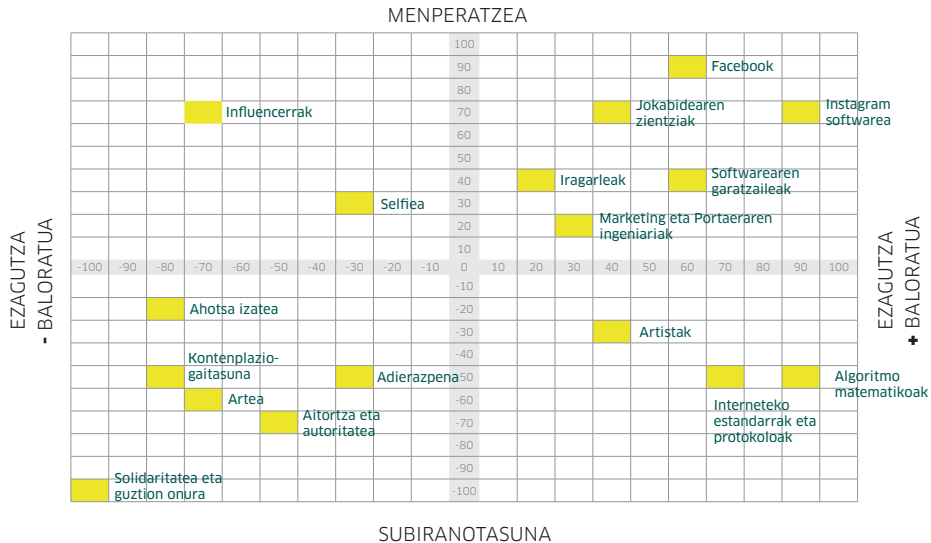 MENPERATZEA
100
90
Facebook
80
70
Influencerrak
Jokabidearen
zientziak
Instagram
softwarea
60
50
40
Iragarleak
Softwarearen
garatzaileak
30
Selfiea
20
Marketing eta Portaeraren
ingeniariak
10
EZAGUTZA
- BALORATUA
-100 -90 -80 -70 -60 -50 -40 -30 -20 -10 0 10 20 30 40 50 60 10 80 90 100
EZAGUTZA
+ BALORATUA
-10
-20
Ahotsa izatea
-30
Artistak
-40
Kontenplazio-
gaitasuna
-50
Adierazpena
Algoritmo
matematikoak
-60
Artea
Interneteko
estandarrak eta
protokoloak
-70
Aitortza eta
autoritatea
-80
-90
Solidaritatea eta
guztion onura
-100
SUBIRANOTASUNA